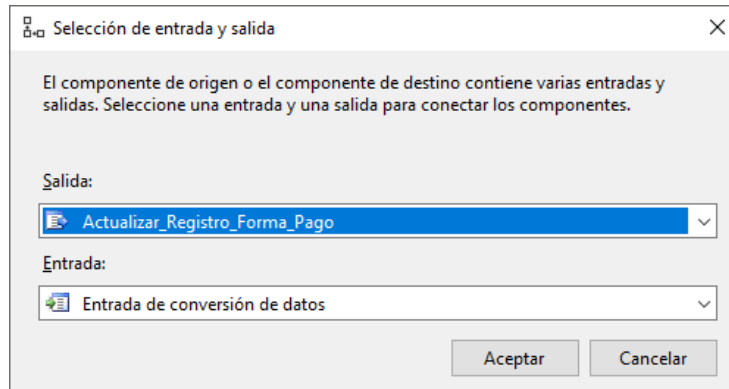 Selección de entrada y salida
El componente de origen o el componente de destino contiene varias entradas y
salidas. Seleccione una entrada y una salida para conectar los componentes.
Salida:
Actualizar_Registro_Forma_Pago
Entrada:
Entrada de conversión de datos
Aceptar Cancelar